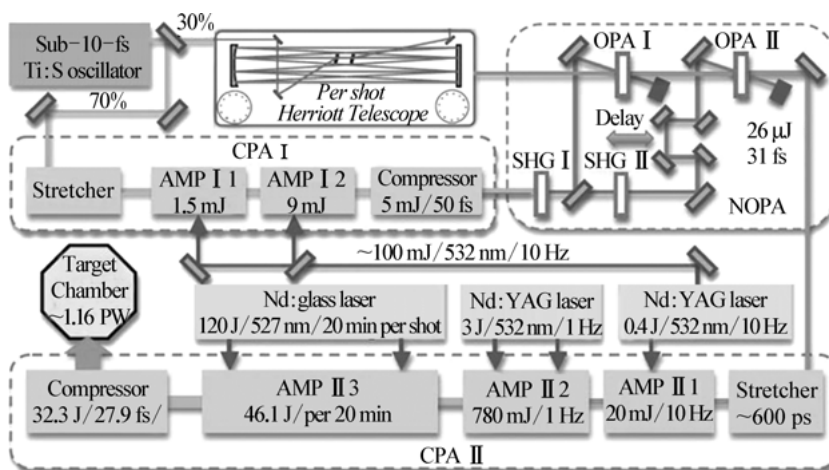 30%
Sub-10-fs
Ti:S oscillator
70%
Per shot
Herriott Telescope
OPA Ⅰ
OPA Ⅱ
Delay
26 μJ
31 fs
SHG Ⅰ
SHG Ⅱ
NOPA
CPA Ⅰ
Stretcher
AMP Ⅰ 1
1.5 mJ
AMP Ⅰ 2
9 mJ
Compressor
5 mJ/50 fs
~100 mJ/532 nm/10 Hz
Target
Chamber
~1.16 PW
Nd:glass laser
120 J/527 nm/20 min per shot
Nd:YAG laser
3 J/532 nm/1 Hz
Nd:YAG laser
0.4 J/532 nm/10 Hz
Compressor
32.3 J/27.9 fs/
AMP Ⅱ 3
46.1 J/per 20 min
AMP Ⅱ 2
780 mJ/1 Hz
AMP Ⅱ 1
20 mJ/10 Hz
Stretcher
~600 ps
CPA Ⅱ